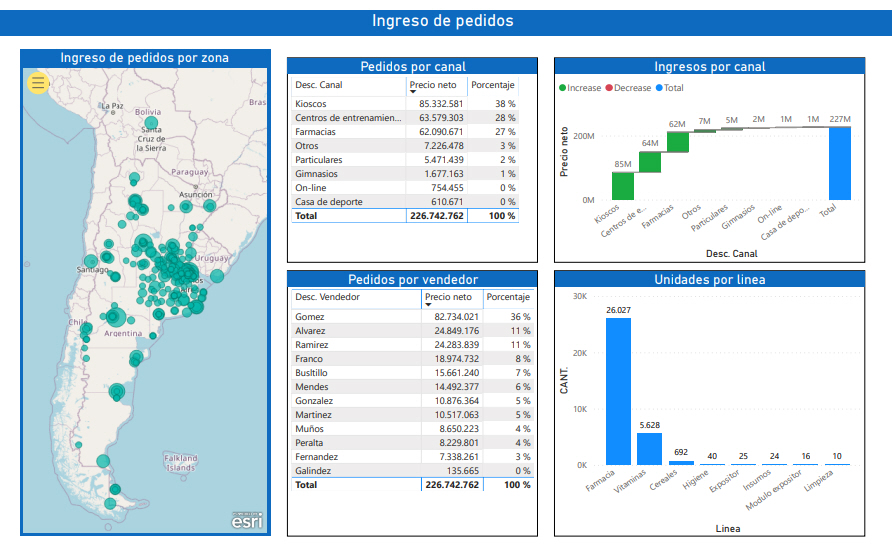 Ingreso de pedidos
Ingreso de pedidos por zona
La Paz
Bolivia
Santa
Cruz de
la Sierra
Bras
Paraguay
Asunción
Uruguay
Santiago
Chile
Argentina
Falkland
Islands
esri
Pedidos por canal
Desc. Canal Precio neto Porcentaje
Kioscos 85.332.581 38 %
Centros de entrenamien... 63.579.303 28 %
Farmacias 62.090.671 27 %
Otros 7.226.478 3 %
Particulares 5.471.439 2 %
Gimnasios 1.677.163 1 %
On-line 754.455 0 %
Casa de deporte 610.671 0 %
Total 226.742.762 100 %
Ingresos por canal
Increase Decrease Total
Precio neto
200M
0M
85M 64M 62M 7M 5M 2M 1M 1M 227M
Kioscos Centros de e... Farmacias Otros Particulares Gimnasios On-line Casa de depo... Total
Desc. Canal
Pedidos por vendedor
Desc. Vendedor Precio neto Porcentaje
Gomez 82.734.021 36 %
Alvarez 24.849.176 11 %
Ramirez 24.283.839 11 %
Franco 18.974.732 8 %
Busltillo 15.661.240 7 %
Mendes 14.492.377 6 %
Gonzalez 10.876.364 5 %
Martinez 10.517.063 5 %
Muños 8.650.223 4 %
Peralta 8.229.801 4 %
Fernandez 7.338.261 3 %
Galindez 135.665 0 %
Total 226.742.762 100 %
Unidades por linea
CANT.
30K
20K
10K
0K
26.027 5.628 692 40 25 24 16 10
Farmacia Vitaminas Cereales Higiene Expositor Insumos Modulo expositor Limpieza
Linea